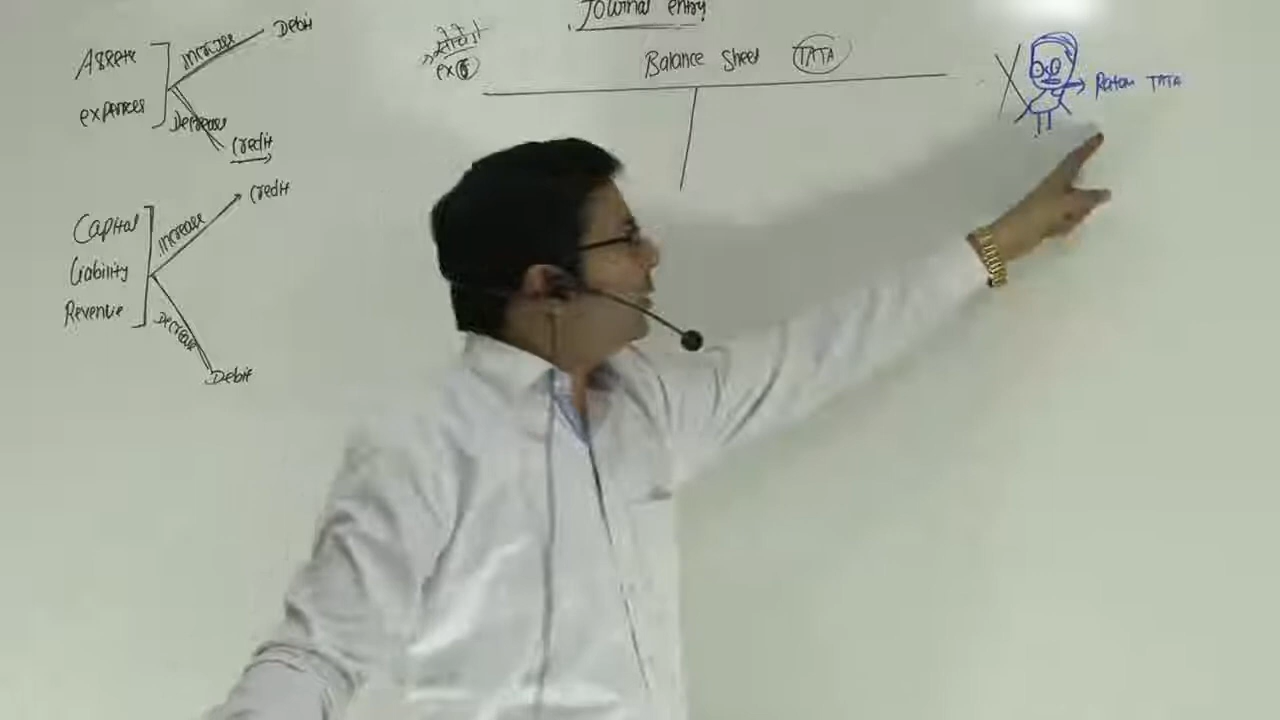 Journal entry
Assets
expenses
Increase
Debit
Decrease
Credit
Capital
Liability
Revenue
Increase
Credit
Decrease
Debit
Balance Sheet TATA
Ratan TATA